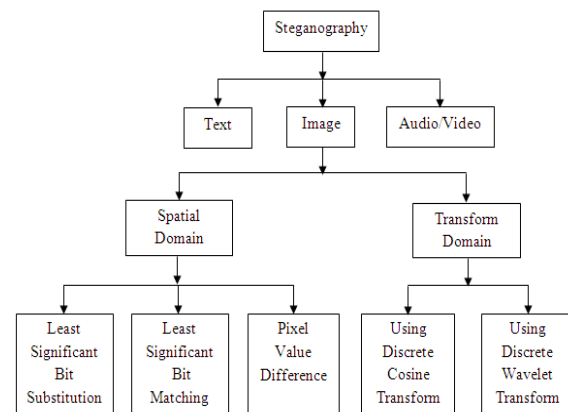 Steganography
Text
Image
Audio/Video
Spatial
Domain
Transform
Domain
Least
Significant
Bit
Substitution
Least
Significant
Bit
Matching
Pixel
Value
Difference
Using
Discrete
Cosine
Transform
Using
Discrete
Wavelet
Transform